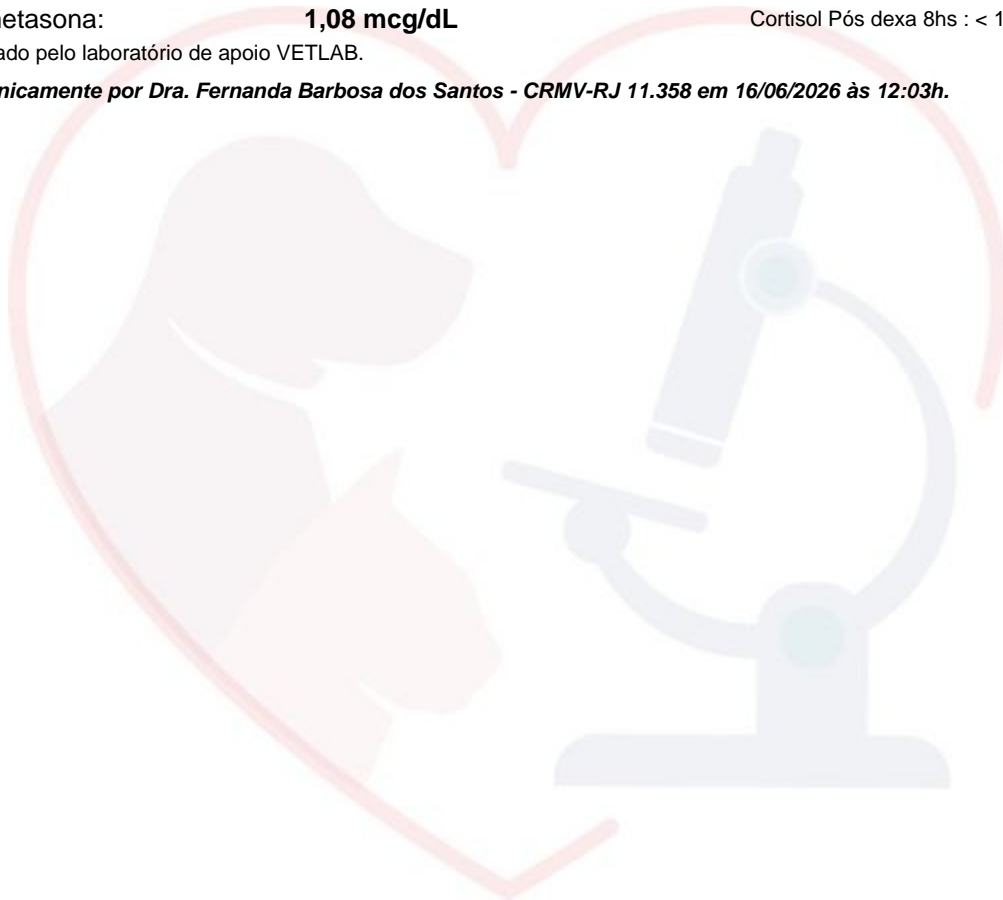 netasona: 1,08 mcg/dL Cortisol Pós dexa 8hs : < 1
ado pelo laboratório de apoio VETLAB.
nicamente por Dra. Fernanda Barbosa dos Santos - CRMV-RJ 11.358 em 16/06/2026 às 12:03h.